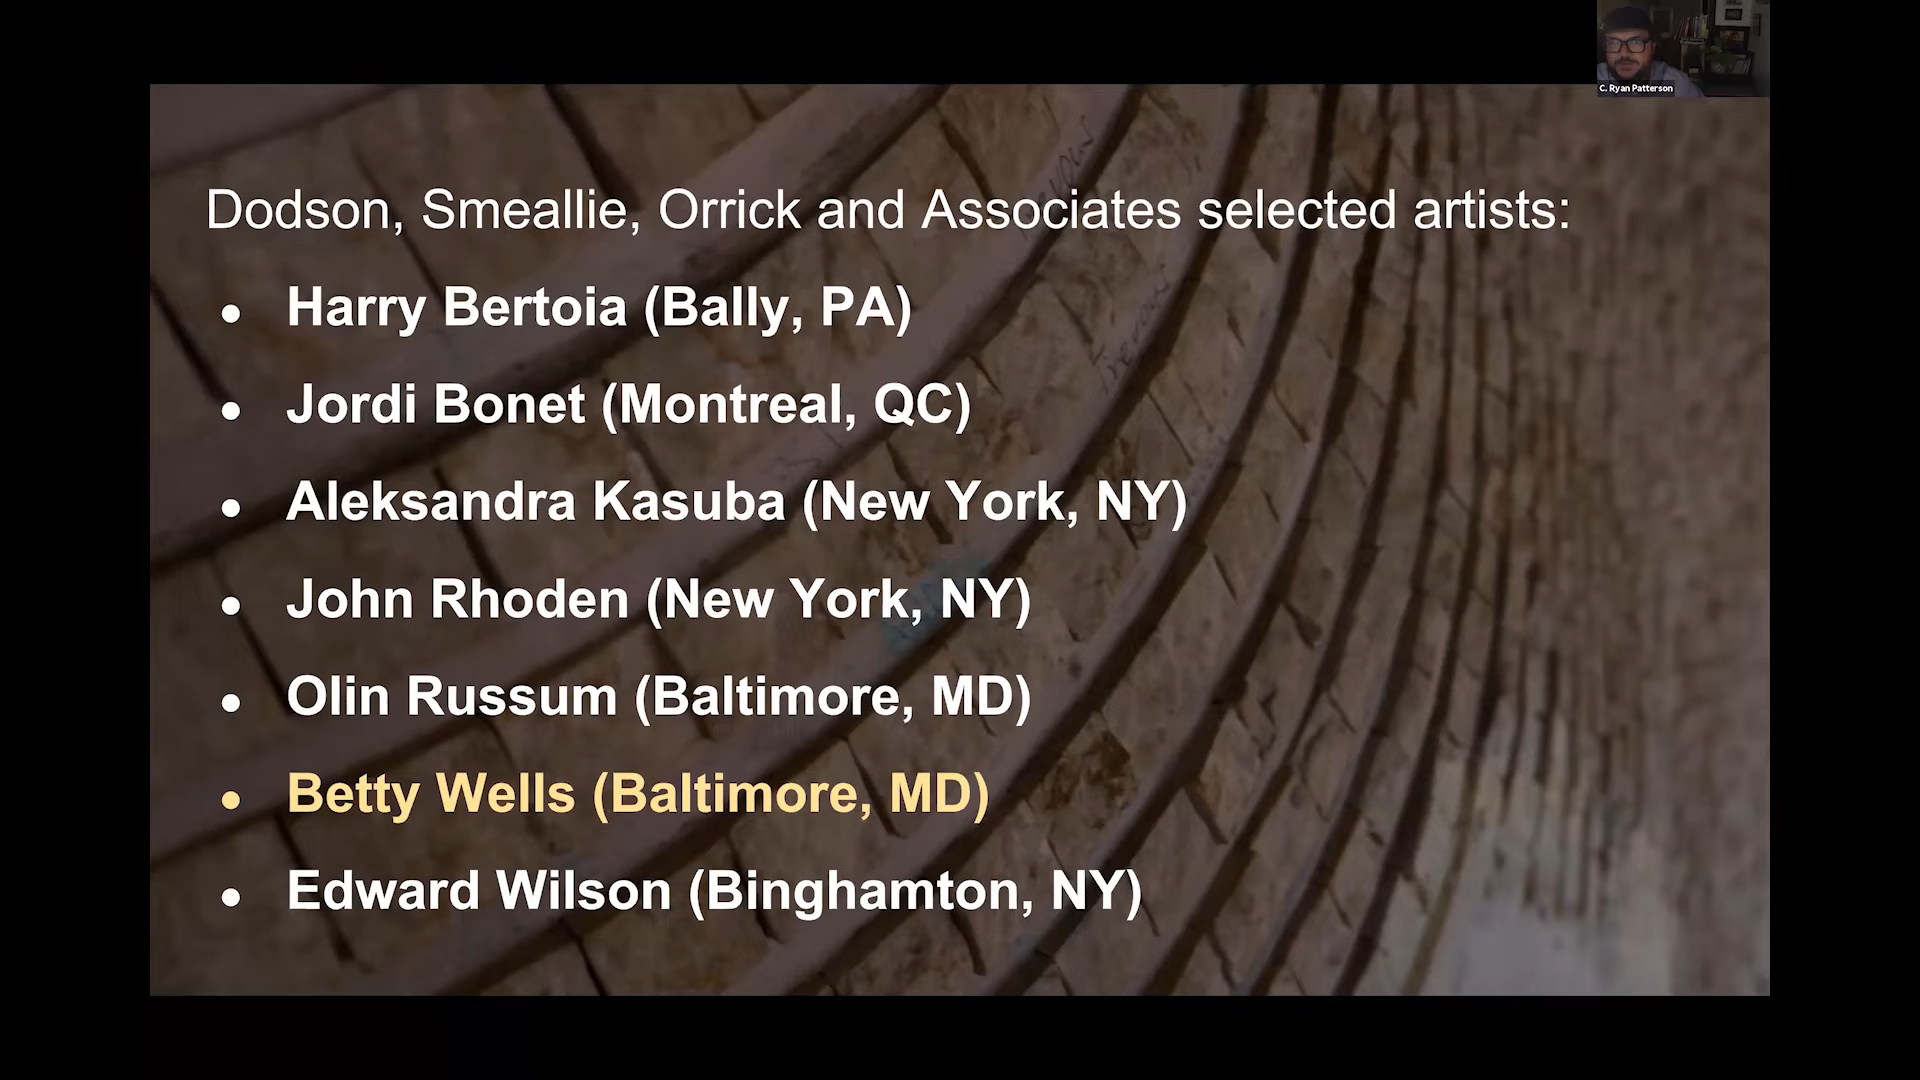 C. Ryan Patterson
Dodson, Smeallie, Orrick and Associates selected artists:
● Harry Bertoia (Bally, PA)
● Jordi Bonet (Montreal, QC)
● Aleksandra Kasuba (New York, NY)
● John Rhoden (New York, NY)
● Olin Russum (Baltimore, MD)
● Betty Wells (Baltimore, MD)
● Edward Wilson (Binghamton, NY)